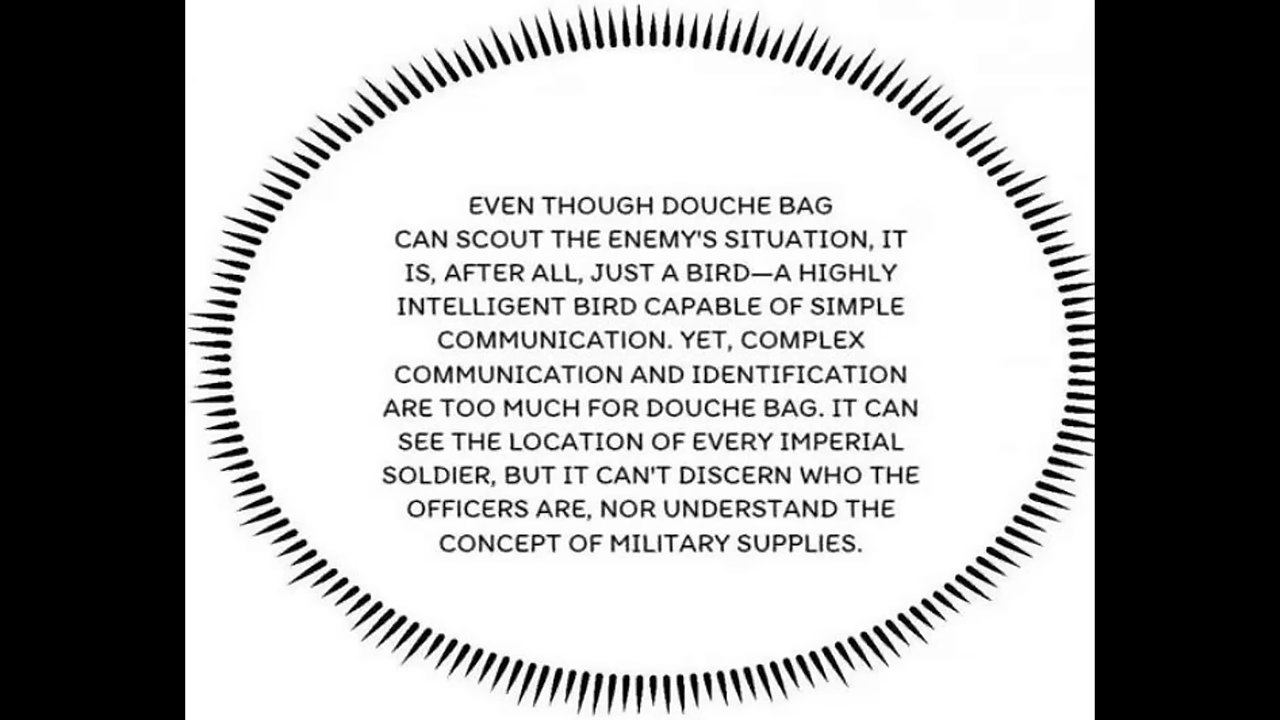 EVEN THOUGH DOUCHE BAG
CAN SCOUT THE ENEMY'S SITUATION, IT
IS, AFTER ALL, JUST A BIRD—A HIGHLY
INTELLIGENT BIRD CAPABLE OF SIMPLE
COMMUNICATION. YET, COMPLEX
COMMUNICATION AND IDENTIFICATION
ARE TOO MUCH FOR DOUCHE BAG. IT CAN
SEE THE LOCATION OF EVERY IMPERIAL
SOLDIER, BUT IT CAN'T DISCERN WHO THE
OFFICERS ARE, NOR UNDERSTAND THE
CONCEPT OF MILITARY SUPPLIES.